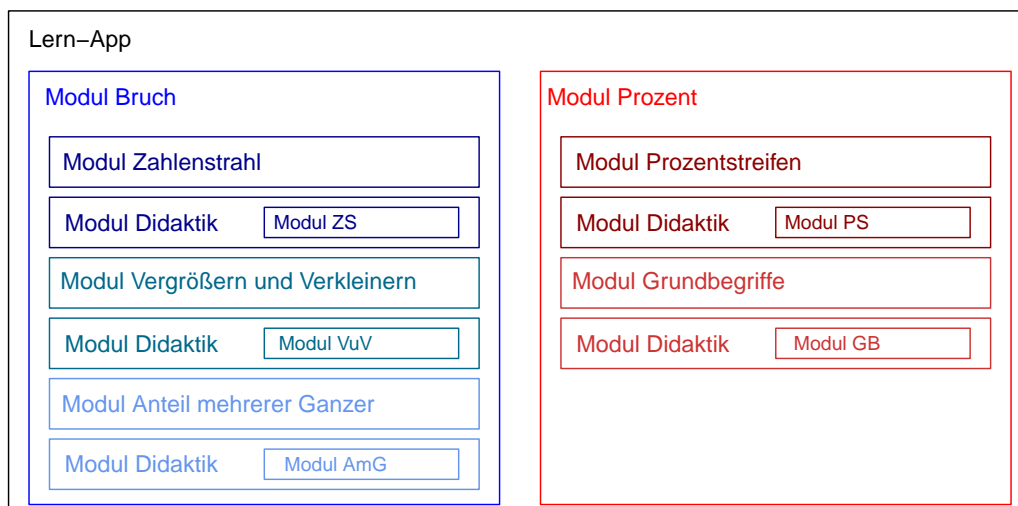 Lern–App
Modul Bruch
Modul Zahlenstrahl
Modul Didaktik
Modul ZS
Modul Vergrößern und Verkleinern
Modul Didaktik
Modul VuV
Modul Anteil mehrerer Ganzer
Modul Didaktik
Modul AmG
Modul Prozent
Modul Prozentstreifen
Modul Didaktik
Modul PS
Modul Grundbegriffe
Modul Didaktik
Modul GB